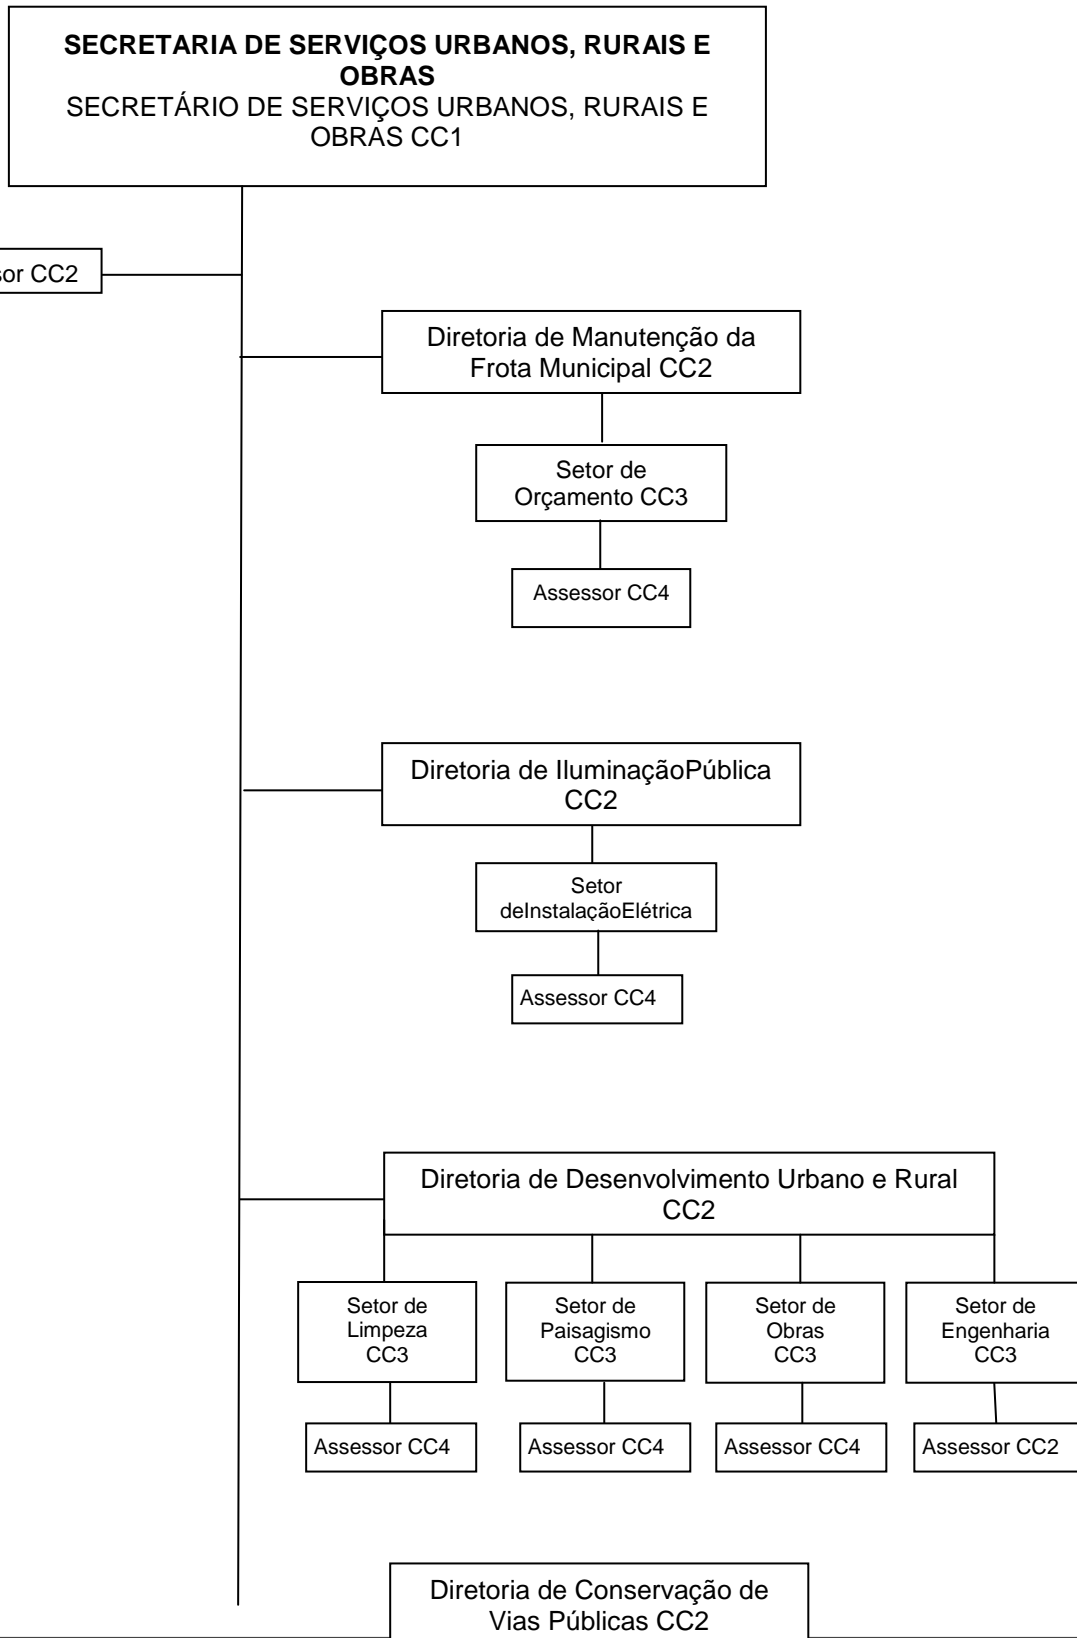 SECRETARIA DE SERVIÇOS URBANOS, RURAIS E
OBRAS
SECRETÁRIO DE SERVIÇOS URBANOS, RURAIS E
OBRAS CC1
sor CC2
Diretoria de Manutenção da
Frota Municipal CC2
Setor de
Orçamento CC3
Assessor CC4
Diretoria de IluminaçãoPública
CC2
Setor
deInstalaçãoElétrica
Assessor CC4
Diretoria de Desenvolvimento Urbano e Rural
CC2
Setor de
Limpeza
CC3
Setor de
Paisagismo
CC3
Setor de
Obras
CC3
Setor de
Engenharia
CC3
Assessor CC4
Assessor CC4
Assessor CC4
Assessor CC2
Diretoria de Conservação de
Vias Públicas CC2